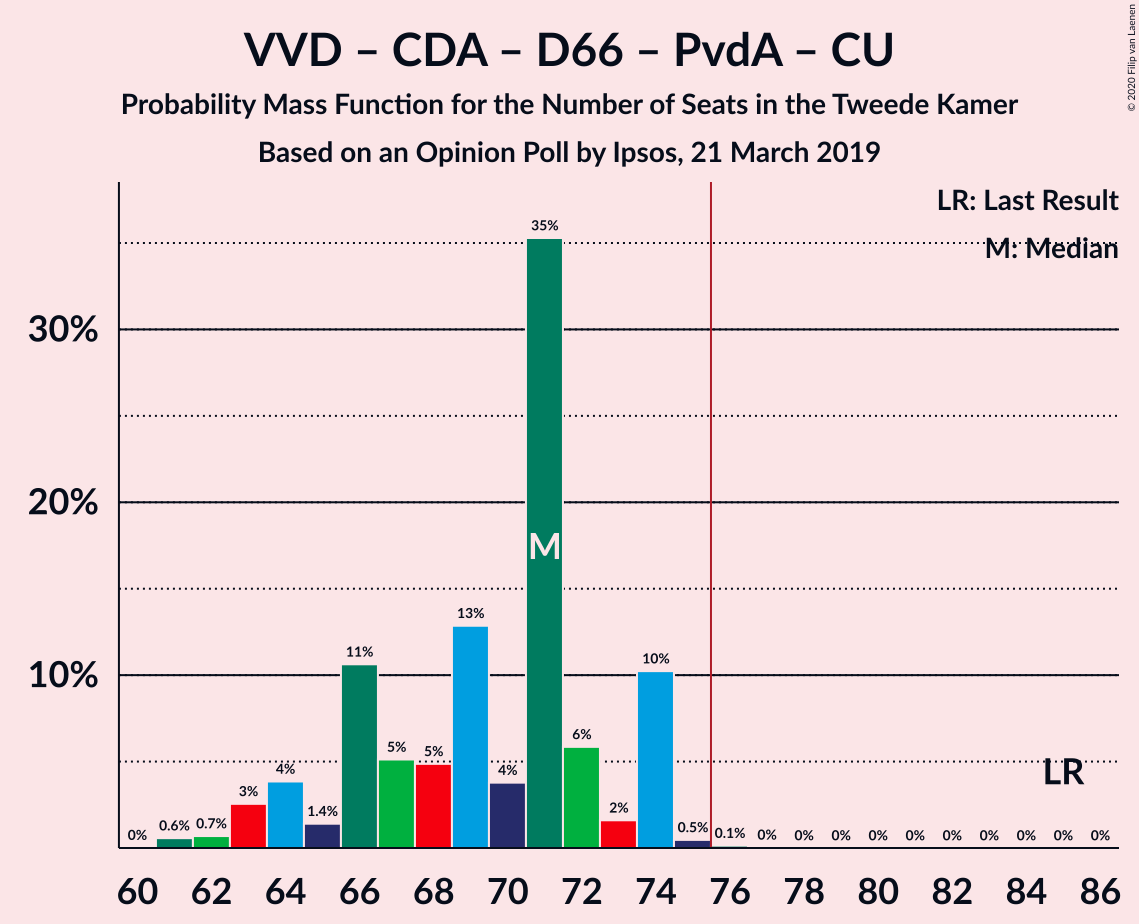 VVD – CDA – D66 – PvdA – CU
Probability Mass Function for the Number of Seats in the Tweede Kamer
Based on an Opinion Poll by Ipsos, 21 March 2019
© 2020 Filip van Laenen
LR: Last Result
M: Median
30%
20%
10%
0% 0.6% 0.7% 3% 4% 1.4% 11% 5% 5% 13% 4% 35% 6% 2% 10% 0.5% 0.1% 0% 0% 0% 0% 0% 0% 0% 0% 0% 0%
M
LR
60 62 64 66 68 70 72 74 76 78 80 82 84 86